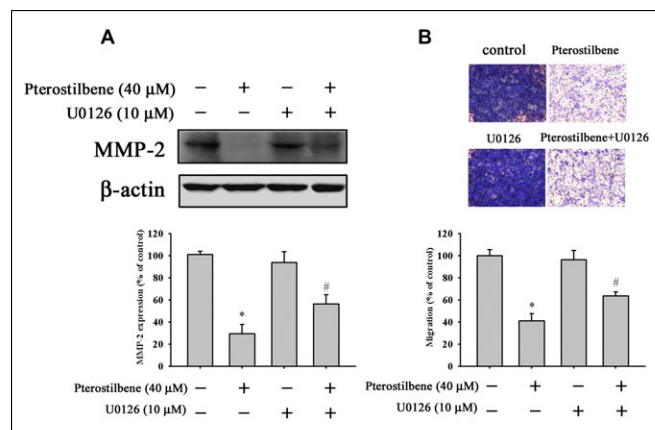 A
Pterostilbene (40 μM) – + – +
U0126 (10 μM) – – + +
MMP-2
β-actin
MMP-2 expression (% of control)
120
100
80
60
40
20
0
*
#
Pterostilbene (40 μM) – + – +
U0126 (10 μM) – – + +
B
control Pterostilbene
U0126 Pterostilbene+U0126
Migration (% of control)
120
100
80
60
40
20
0
*
#
Pterostilbene (40 μM) – + – +
U0126 (10 μM) – – + +